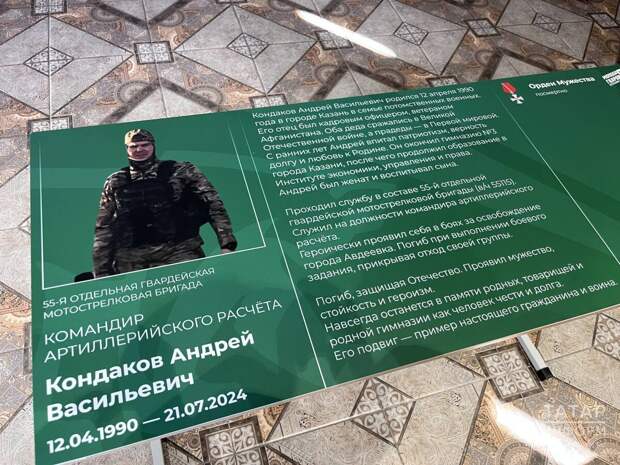 55-Я ОТДЕЛЬНАЯ ГВАРДЕЙСКАЯ
МОТОСТРЕЛКОВАЯ БРИГАДА
КОМАНДИР
АРТИЛЛЕРИЙСКОГО РАСЧЁТА
Кондаков Андрей
Васильевич
12.04.1990 — 21.07.2024
Кондаков Андрей Васильевич родился 12 апреля 1990
года в городе Казани в семье потомственных военных.
Его отец был кадровым офицером, ветераном
Афганистана. Оба деда сражались в Великой
Отечественной войне, а прадеды — в Первой мировой.
С ранних лет Андрей впитал патриотизм, верность
долгу и любовь к Родине. Он окончил гимназию №3
города Казани, после чего продолжил образование в
Институте экономики, управления и права.
Андрей был женат и воспитывал сына.
Проходил службу в составе 55-й отдельной
гвардейской мотострелковой бригады (в/ч 55115).
Служил на должности командира артиллерийского
расчёта.
Героически проявил себя в боях за освобождение
города Авдеевка. Погиб при выполнении боевого
задания, прикрывая отход своей группы.
Погиб, защищая Отечество. Проявил мужество,
стойкость и героизм.
Навсегда останется в памяти родных, товарищей и
родной гимназии как человек чести и долга.
Его подвиг — пример настоящего гражданина и воина.
Орден Мужества
посмертно
ТАТАР
ИНФОРМ